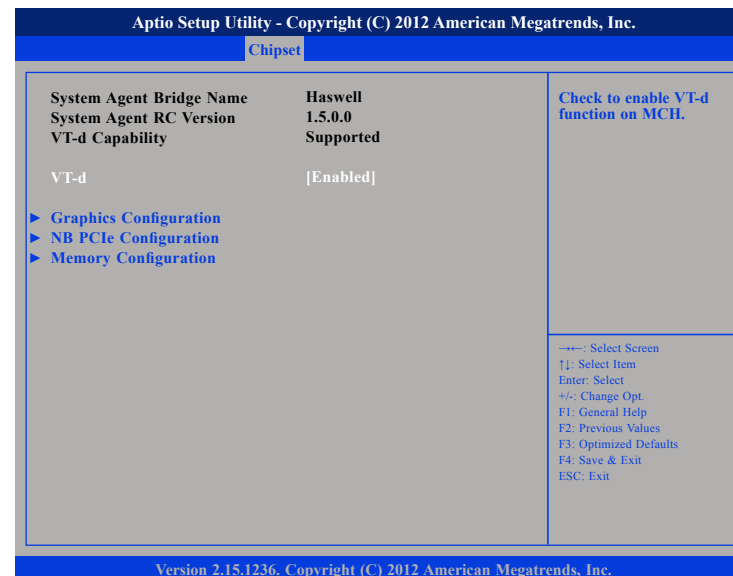 Aptio Setup Utility - Copyright (C) 2012 American Megatrends, Inc.
Chipset
System Agent Bridge Name Haswell
System Agent RC Version 1.5.0.0
VT-d Capability Supported
VT-d [Enabled]
► Graphics Configuration
► NB PCIe Configuration
► Memory Configuration
Check to enable VT-d
function on MCH.
→←: Select Screen
↑↓: Select Item
Enter: Select
+/-: Change Opt.
F1: General Help
F2: Previous Values
F3: Optimized Defaults
F4: Save & Exit
ESC: Exit
Version 2.15.1236. Copyright (C) 2012 American Megatrends, Inc.